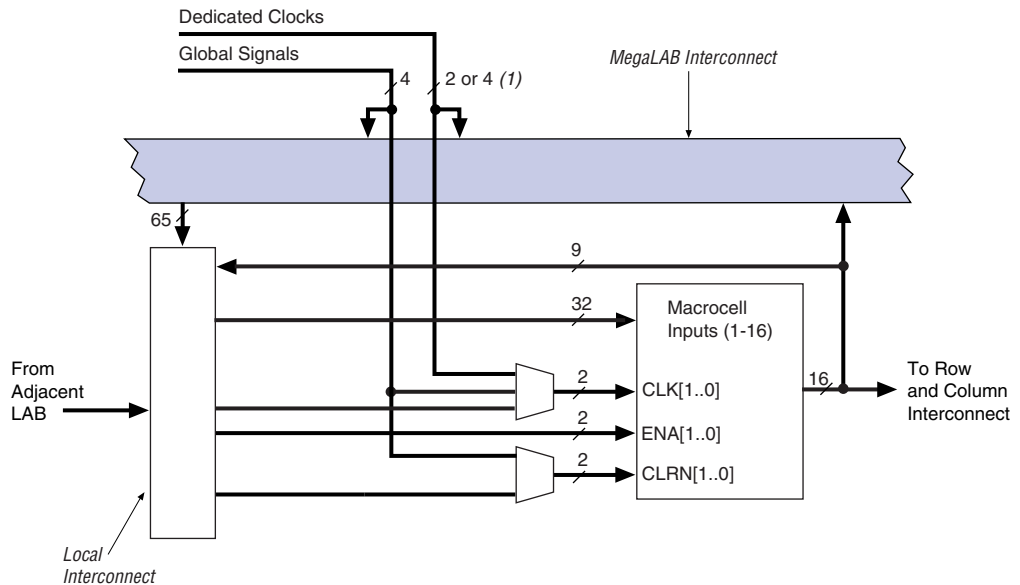 Dedicated Clocks
Global Signals
MegaLAB Interconnect
4
2 or 4 (1)
65
9
32
Macrocell
Inputs (1-16)
From
Adjacent
LAB
2
CLK[1..0]
16
To Row
and Column
Interconnect
2
ENA[1..0]
2
CLRN[1..0]
Local
Interconnect